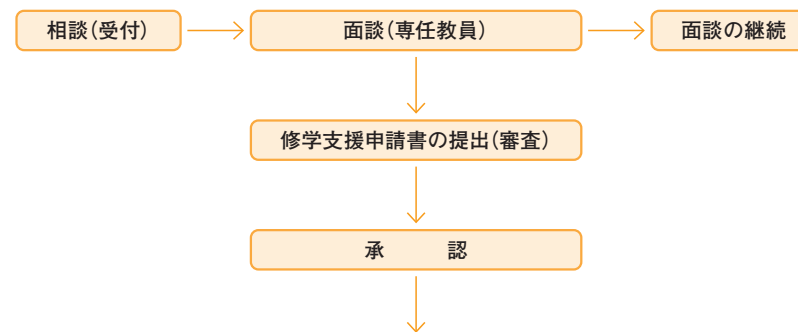 相談(受付)
面談(専任教員)
面談の継続
修学支援申請書の提出(審査)
承　　　認